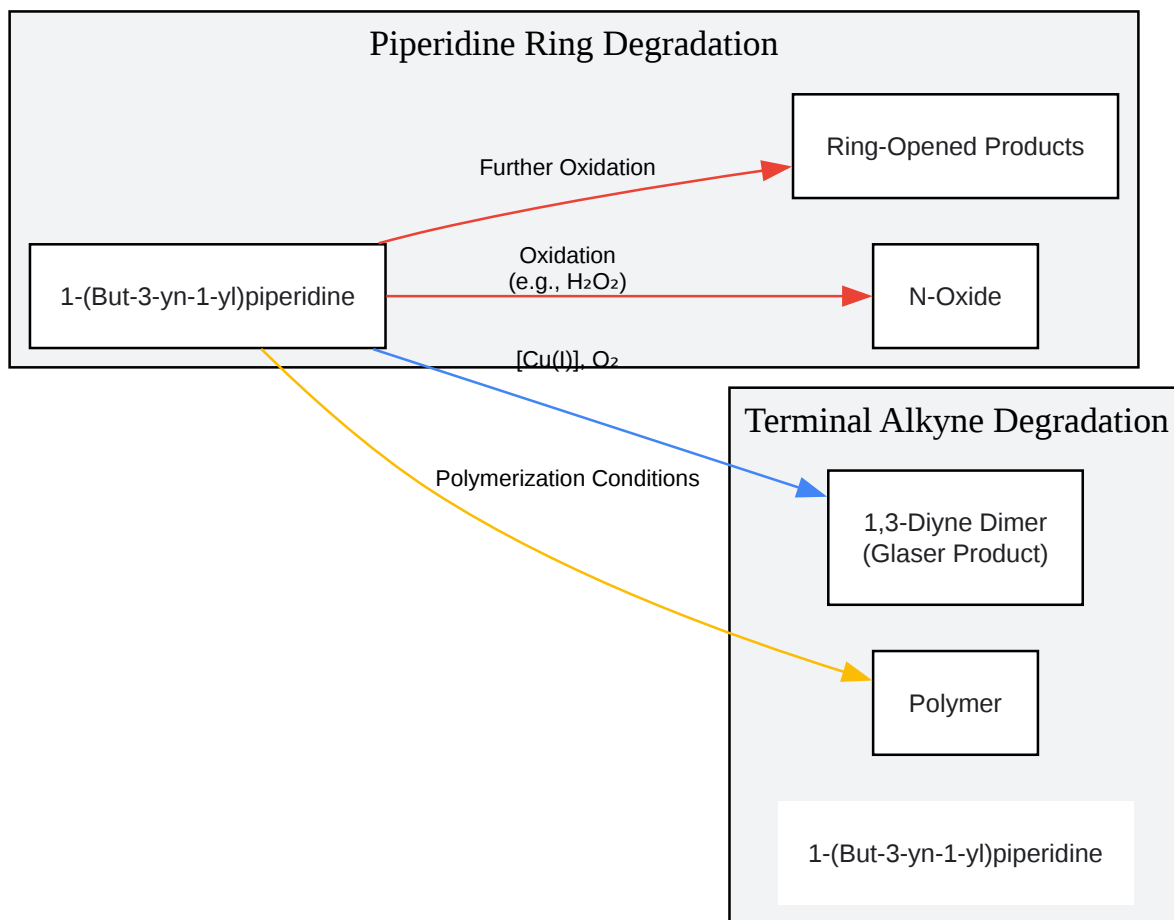 Piperidine Ring Degradation
Ring-Opened Products
Further Oxidation
1-(But-3-yn-1-yl)piperidine
Oxidation
(e.g., H₂O₂)
N-Oxide
[Cu(I)], O₂
Terminal Alkyne Degradation
Polymerization Conditions
1,3-Diyne Dimer
(Glaser Product)
Polymer
1-(But-3-yn-1-yl)piperidine